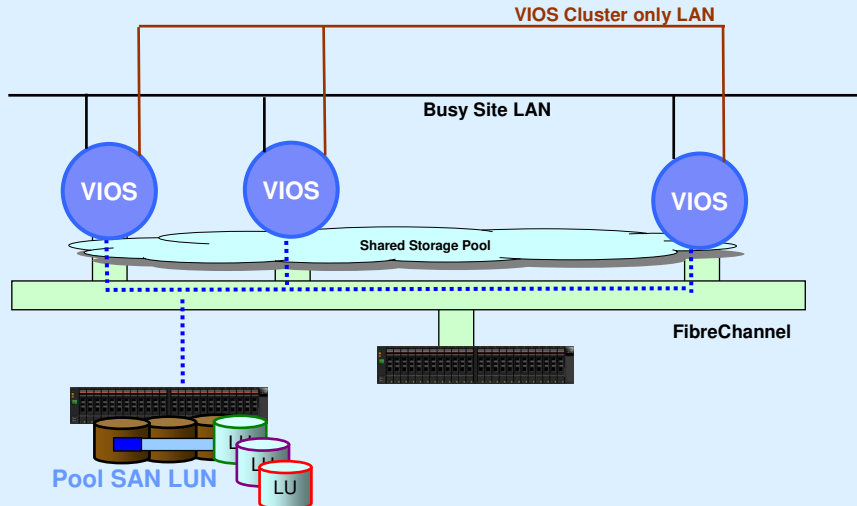 VIOS Cluster only LAN
Busy Site LAN
VIOS
VIOS
VIOS
Shared Storage Pool
FibreChannel
LU
LU
LU
Pool SAN LUN